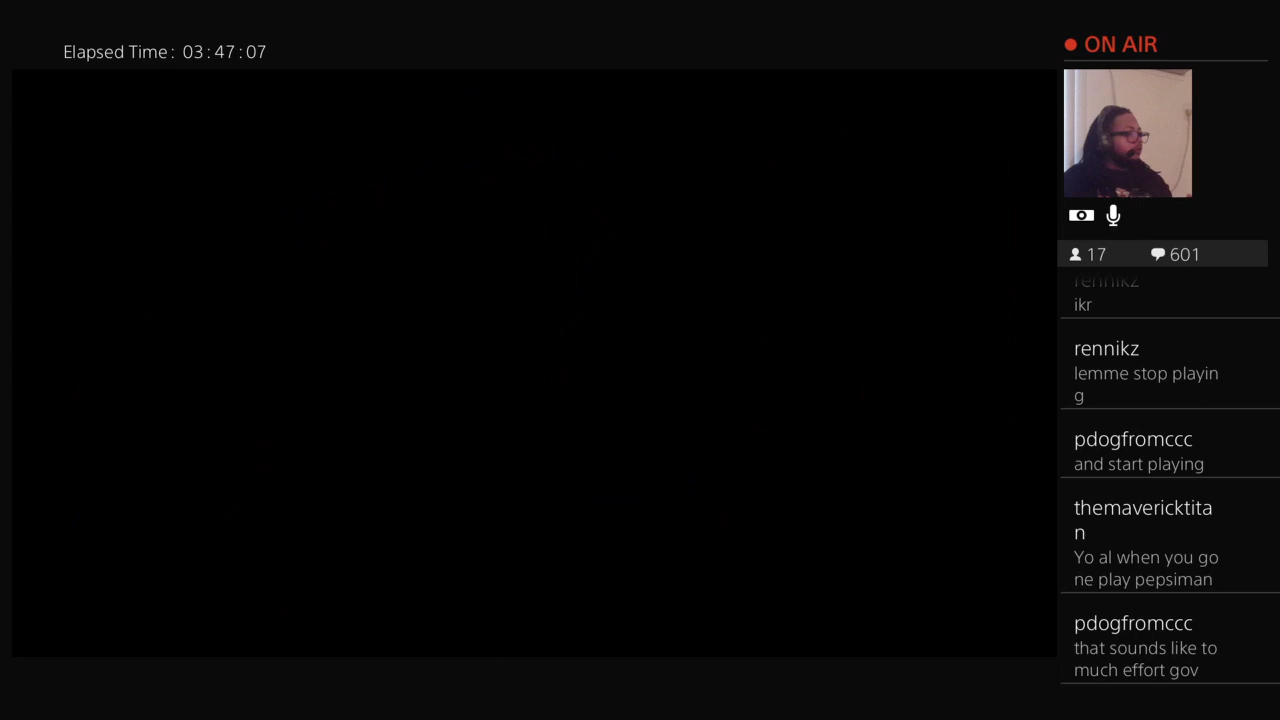 Elapsed Time: 03:47:07
ON AIR
17 601
rennikz
ikr
rennikz
lemme stop playin
g
pdogfromccc
and start playing
themavericktita
n
Yo al when you go
ne play pepsiman
pdogfromccc
that sounds like to
much effort gov